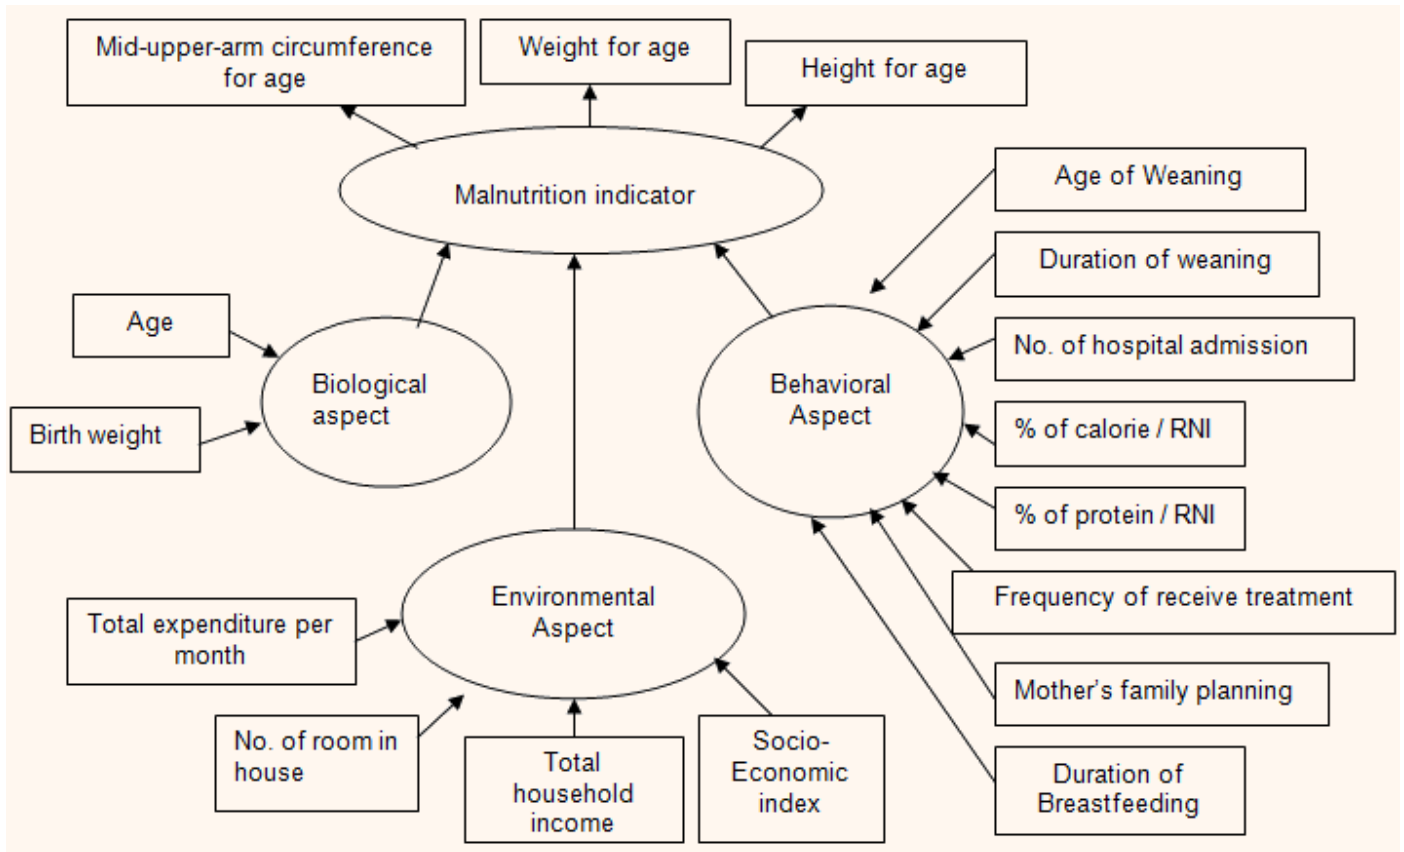 Mid-upper-arm circumference
for age
Weight for age
Height for age
Malnutrition indicator
Age of Weaning
Duration of weaning
No. of hospital admission
% of calorie / RNI
% of protein / RNI
Frequency of receive treatment
Mother's family planning
Duration of
Breastfeeding
Behavioral
Aspect
Age
Birth weight
Biological
aspect
Environmental
Aspect
Total expenditure per
month
No. of room in
house
Total
household
income
Socio-
Economic
index